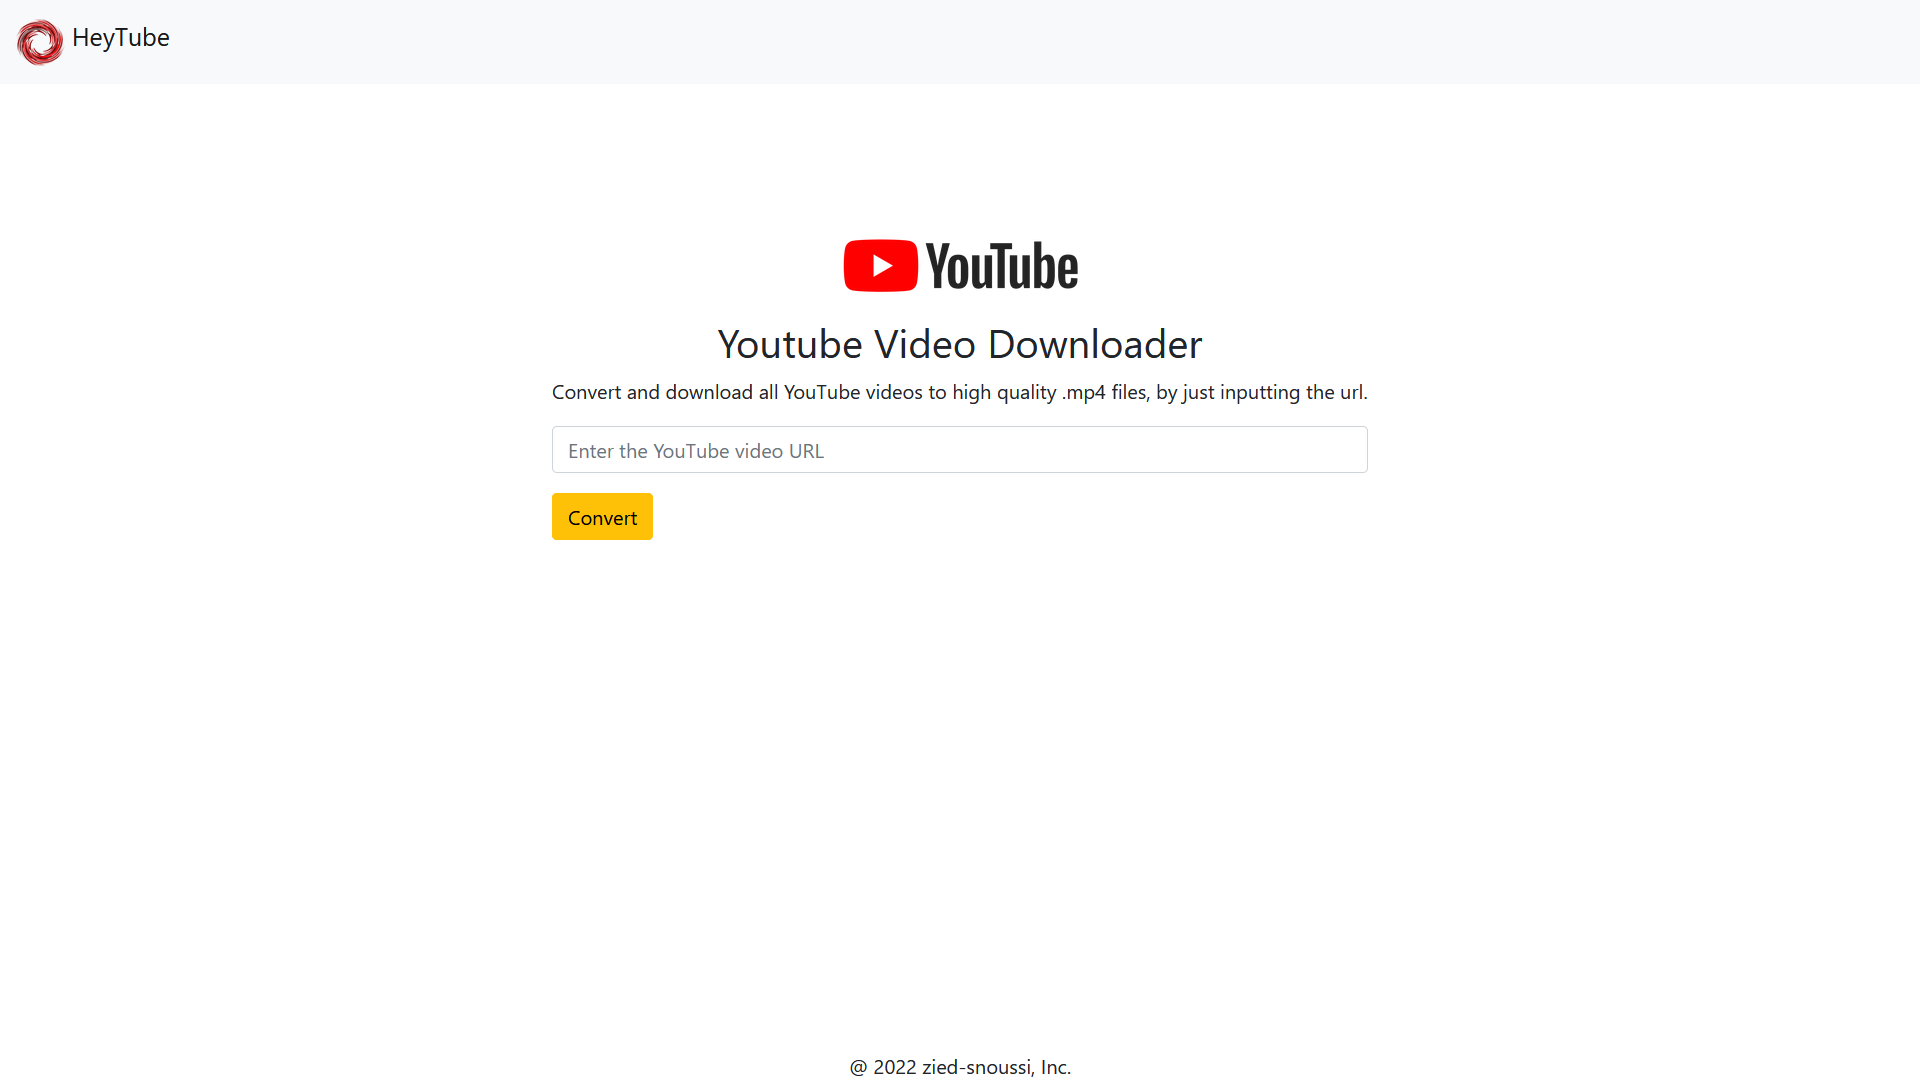 HeyTube
YouTube
Youtube Video Downloader
Convert and download all YouTube videos to high quality .mp4 files, by just inputting the url.
Enter the YouTube video URL
Convert
@ 2022 zied-snoussi, Inc.